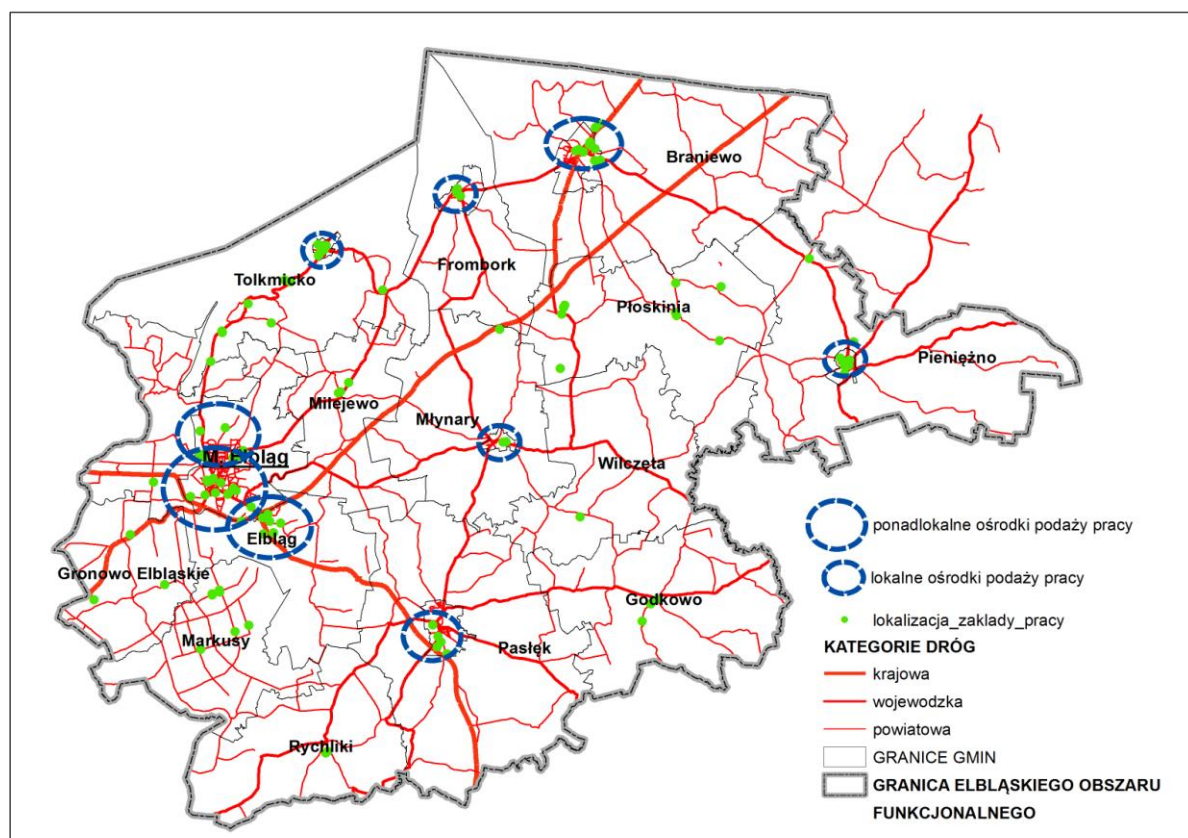 Braniewo
Frombork
Tolkmicko
Płoskinia
Pieniężno
Milejewo
Młynary
M. Elbląg
Wilczęta
Elbląg
Gronowo Elbląskie
Godkowo
Markusy
Pasłęk
Rychliki
ponadlokalne ośrodki podaży pracy
lokalne ośrodki podaży pracy
lokalizacja_zaklady_pracy
KATEGORIE DRÓG
krajowa
wojewodzka
powiatowa
GRANICE GMIN
GRANICA ELBLĄSKIEGO OBSZARU
FUNKCJONALNEGO